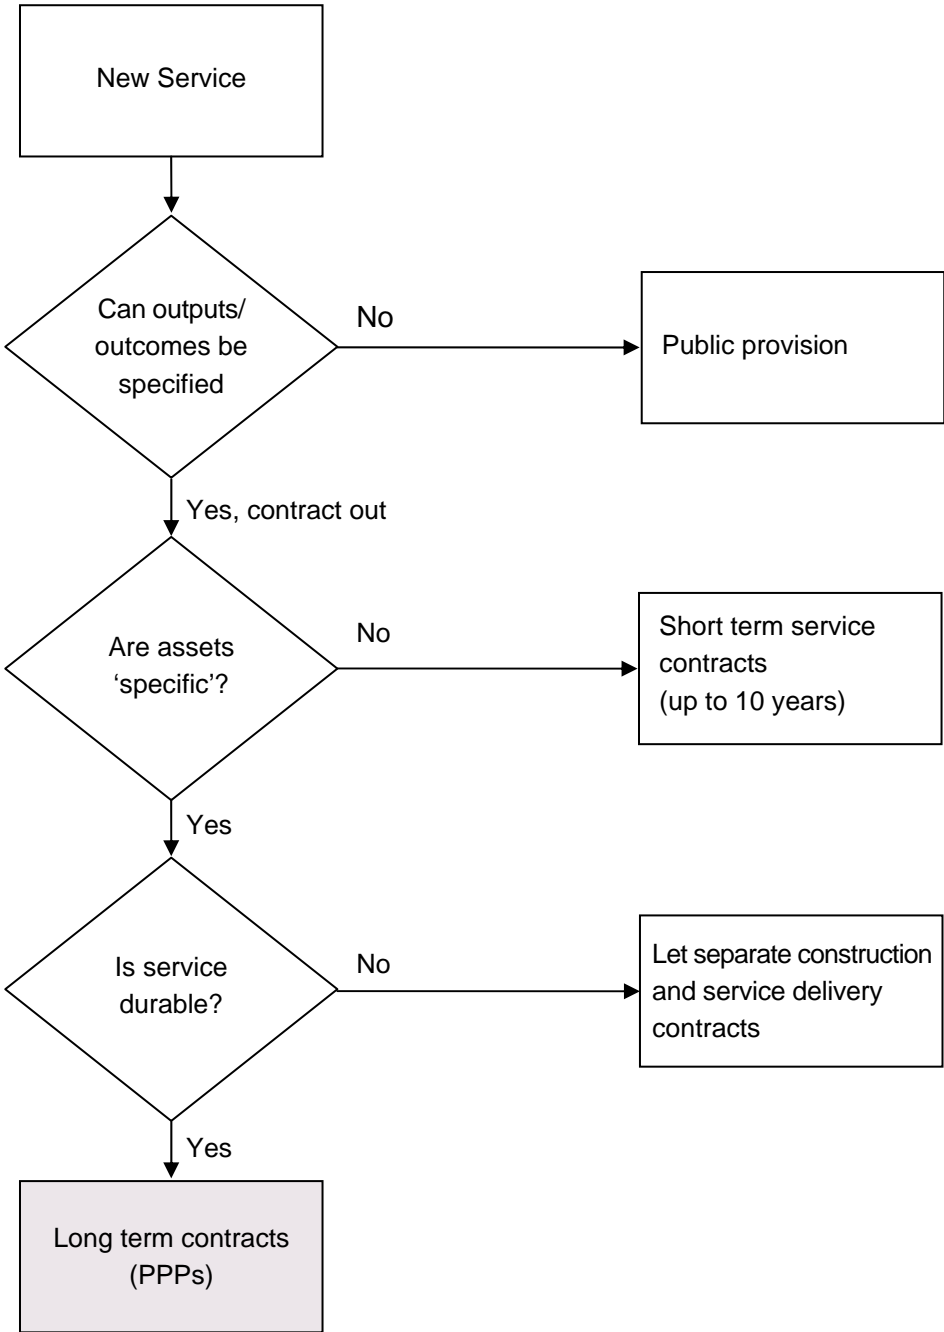 New Service
Can outputs/
outcomes be
specified
No
Public provision
Yes, contract out
Are assets
‘specific’?
No
Short term service
contracts
(up to 10 years)
Yes
Is service
durable?
No
Let separate construction
and service delivery
contracts
Yes
Long term contracts
(PPPs)